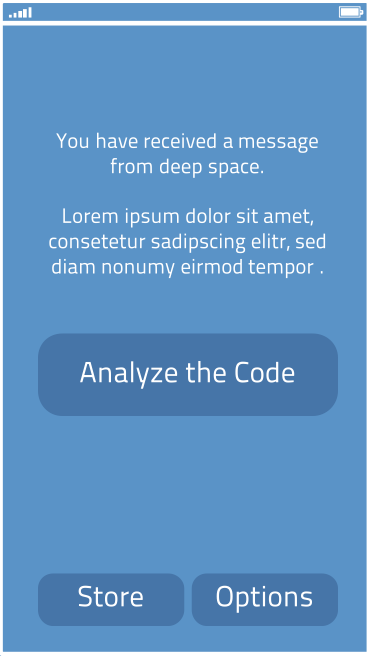 You have received a message
from deep space.
Lorem ipsum dolor sit amet,
consetetur sadipscing elitr, sed
diam nonumy eirmod tempor .
Analyze the Code
Store
Options